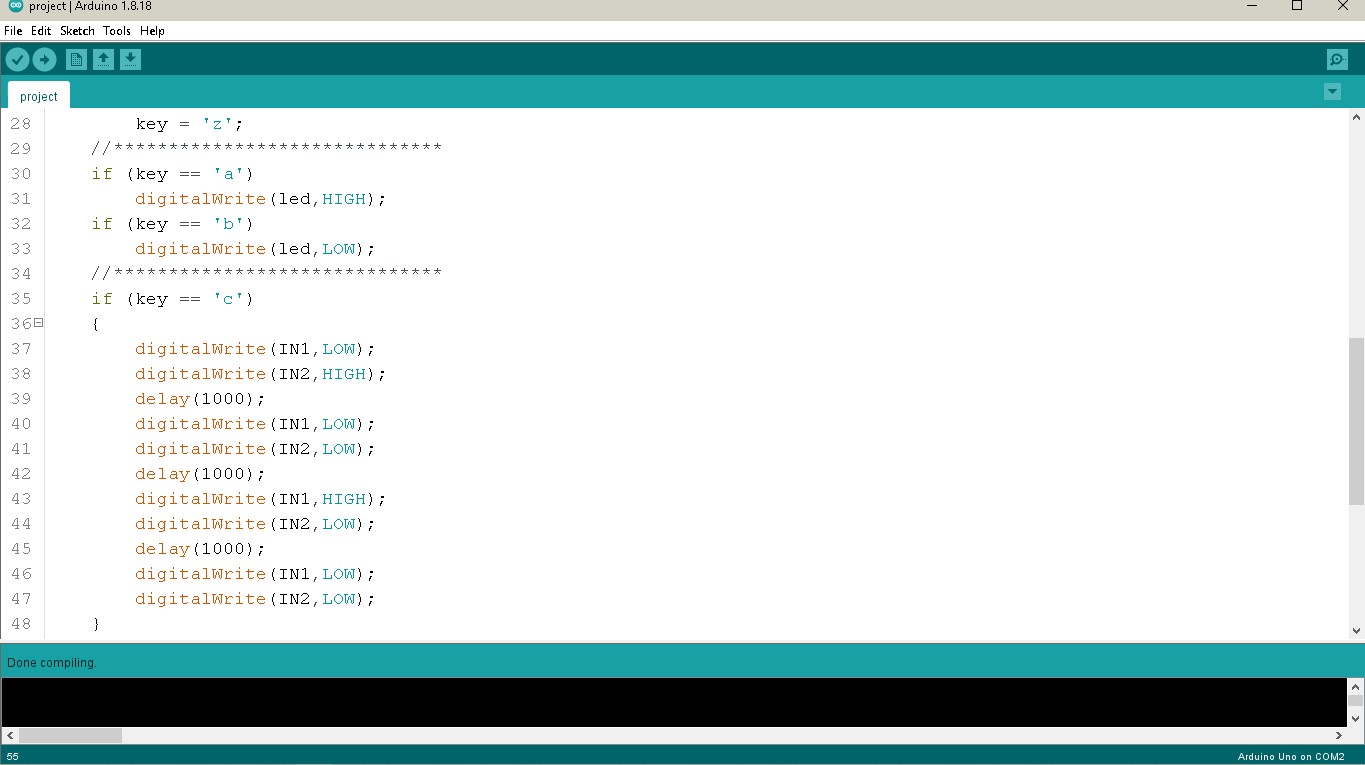 project | Arduino 1.8.18
File Edit Sketch Tools Help
project
28 key = 'z';
29 //******************************
30 if (key == 'a')
31 digitalWrite(led,HIGH);
32 if (key == 'b')
33 digitalWrite(led,LOW);
34 //******************************
35 if (key == 'c')
36 {
37 digitalWrite(IN1,LOW);
38 digitalWrite(IN2,HIGH);
39 delay(1000);
40 digitalWrite(IN1,LOW);
41 digitalWrite(IN2,LOW);
42 delay(1000);
43 digitalWrite(IN1,HIGH);
44 digitalWrite(IN2,LOW);
45 delay(1000);
46 digitalWrite(IN1,LOW);
47 digitalWrite(IN2,LOW);
48 }
Done compiling.
55 Arduino Uno on COM2